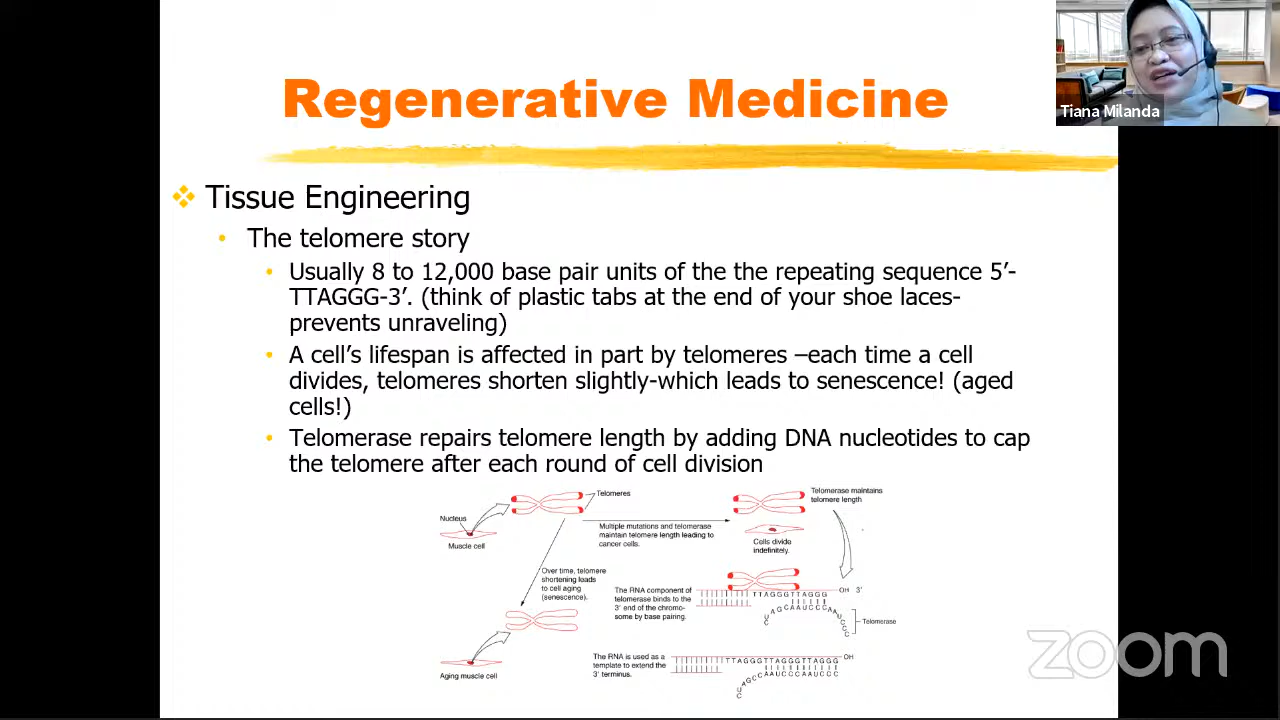 Regenerative Medicine
Tiana Milanda
Tissue Engineering
The telomere story
Usually 8 to 12,000 base pair units of the the repeating sequence 5’-
TTAGGG-3’. (think of plastic tabs at the end of your shoe laces-
prevents unraveling)
A cell’s lifespan is affected in part by telomeres –each time a cell
divides, telomeres shorten slightly-which leads to senescence! (aged
cells!)
Telomerase repairs telomere length by adding DNA nucleotides to cap
the telomere after each round of cell division
Telomeres
Nucleus
Muscle cell
Multiple mutations and telomerase
maintain telomere length leading to
cancer cells.
Telomerase maintains
telomere length
Cells divide
indefinitely.
Over time, telomere
shortening leads
to cell aging
(senescence).
Aging muscle cell
The RNA component of
telomerase binds to the
3’ end of the chromo-
some by base pairing.
OH 3’
TTAGGGTTAGGG
Telomerase
The RNA is used as a
template to extend the
3’ terminus.
OH
TTAGGGTTAGGGTTAGGG
zoom